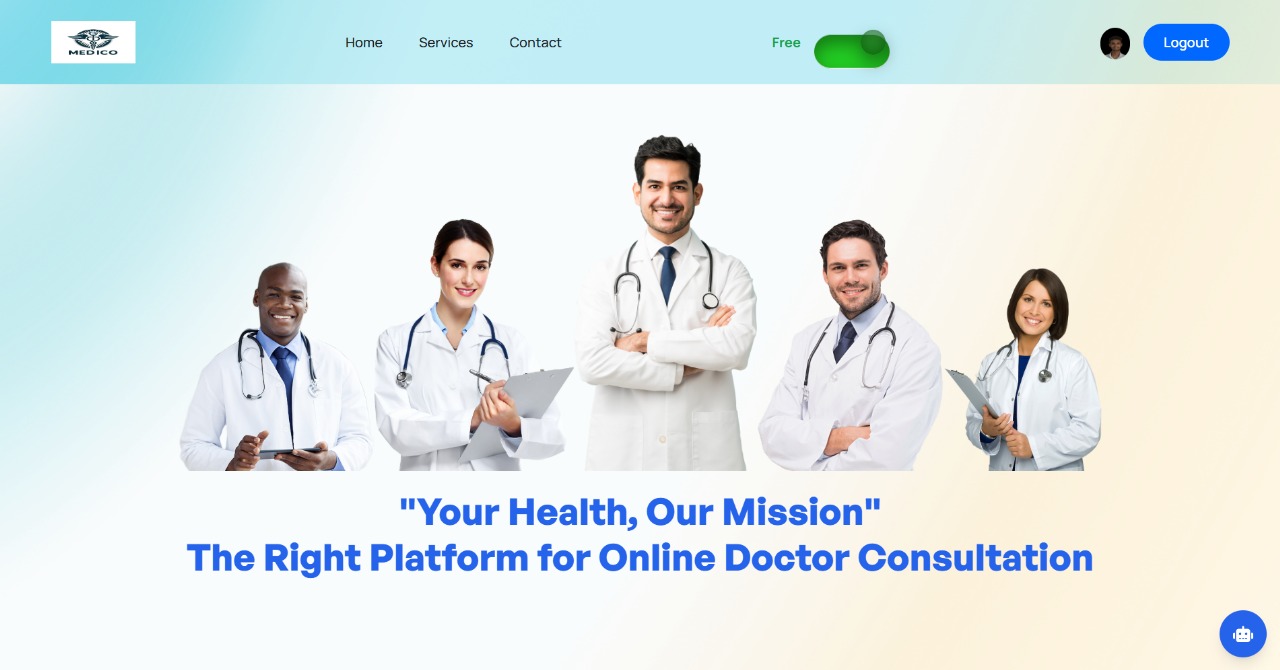 MEDICO
Home
Services
Contact
Free
Logout
"Your Health, Our Mission"
The Right Platform for Online Doctor Consultation